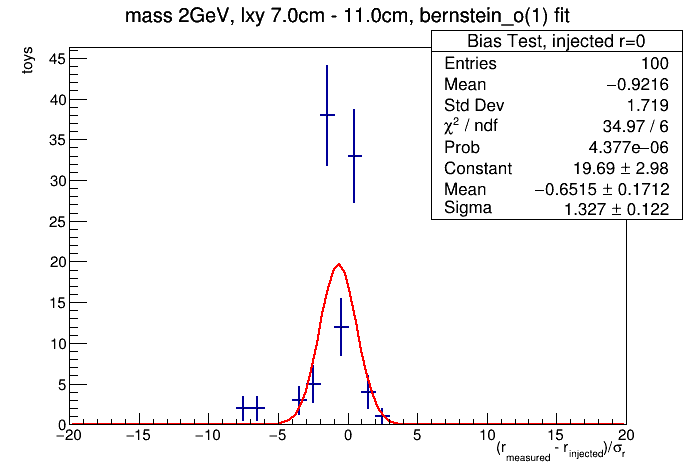 mass 2GeV, lxy 7.0cm - 11.0cm, bernstein_o(1) fit
toys
Bias Test, injected r=0
Entries 100
Mean −0.9216
Std Dev 1.719
χ² / ndf 34.97 / 6
Prob 4.377e−06
Constant 19.69 ± 2.98
Mean −0.6515 ± 0.1712
Sigma 1.327 ± 0.122
45
40
35
30
25
20
15
10
5
0
−20 −15 −10 −5 0 5 10 15 20
(r_measured - r_injected)/σ_r